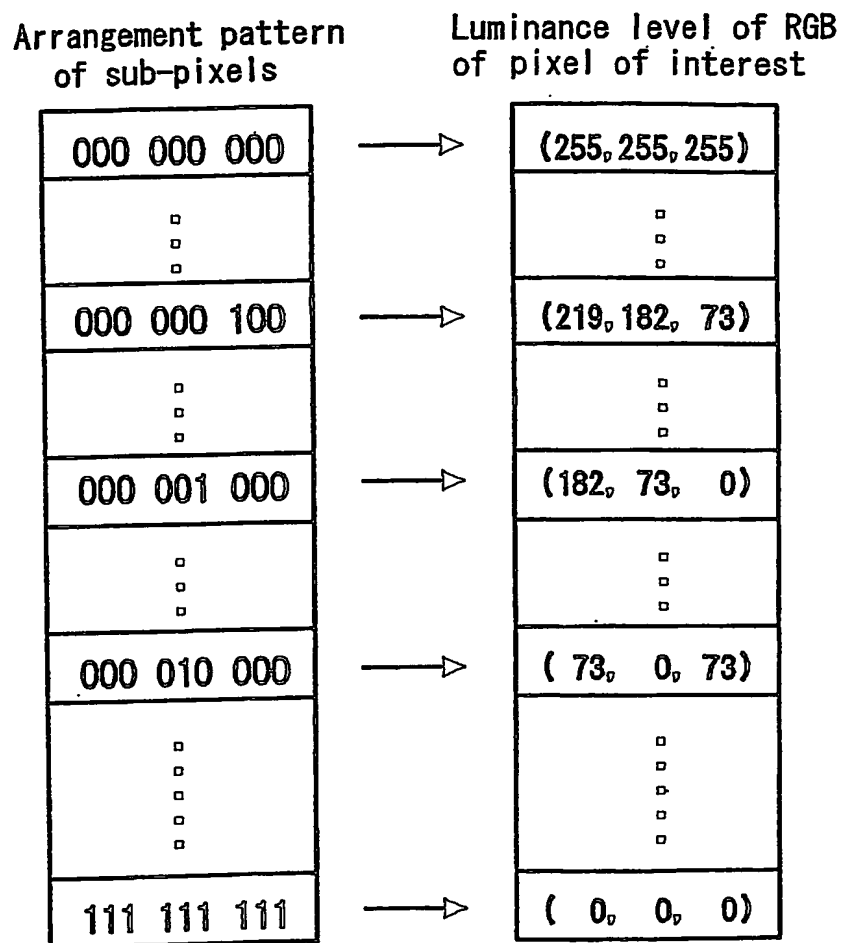 Arrangement pattern
of sub-pixels
Luminance level of RGB
of pixel of interest
000 000 000
(255, 255, 255)
000 000 100
(219, 182, 73)
000 001 000
(182, 73, 0)
000 010 000
( 73, 0, 73)
111 111 111
( 0, 0, 0)